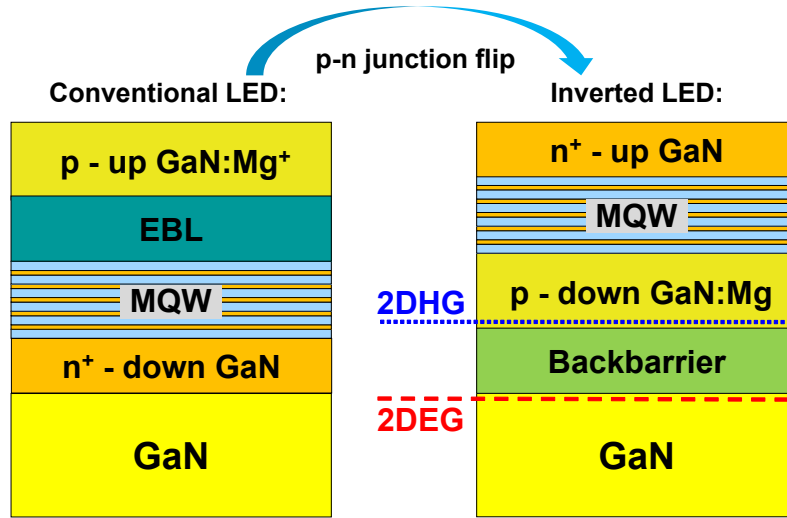 p-n junction flip
Conventional LED:
p - up GaN:Mg⁺
EBL
MQW
n⁺ - down GaN
GaN
Inverted LED:
n⁺ - up GaN
MQW
2DHG
p - down GaN:Mg
Backbarrier
2DEG
GaN